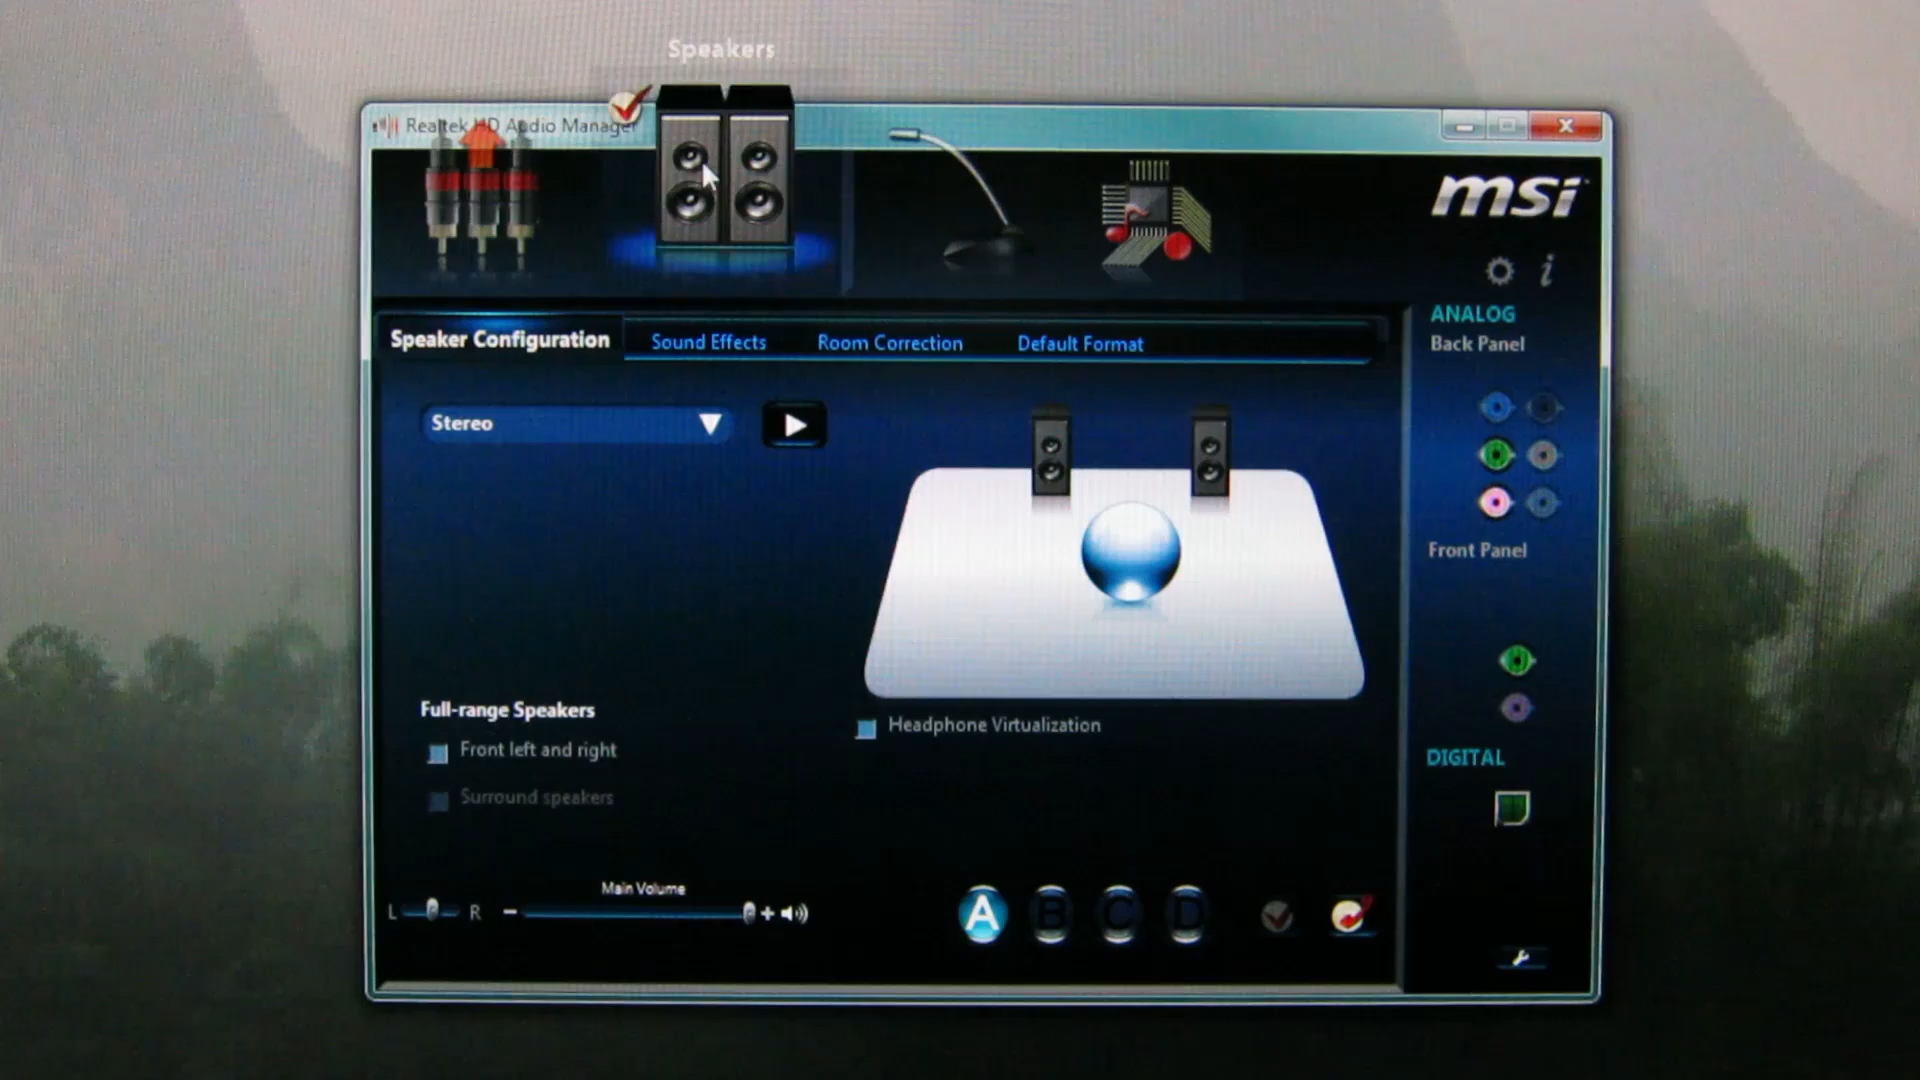 Speakers
Realtek HD Audio Manager
msi
i
ANALOG
Back Panel
Speaker Configuration
Sound Effects
Room Correction
Default Format
Stereo
Front Panel
Full-range Speakers
Front left and right
Surround speakers
Headphone Virtualization
DIGITAL
Main Volume
L R - +
A B C D